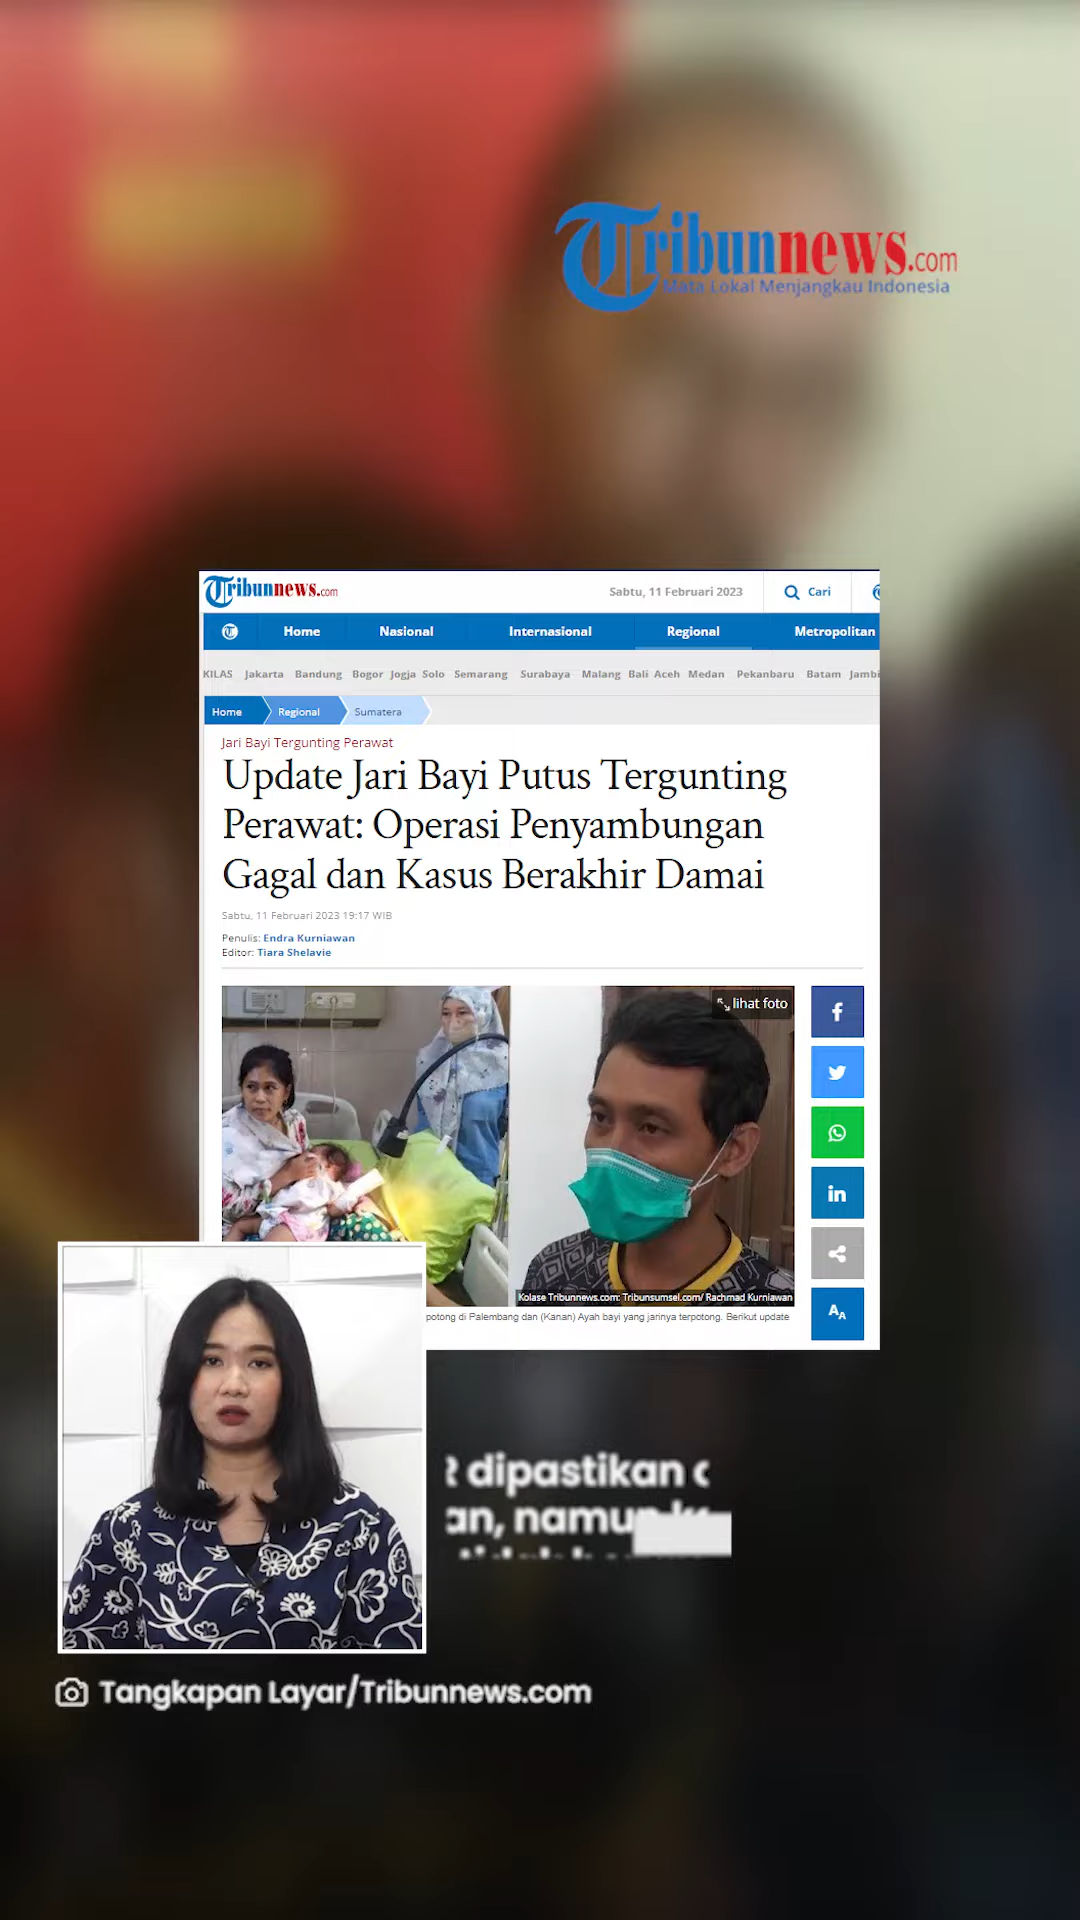 Tribunnews.com
Mata Lokal Menjangkau Indonesia
Tribunnews.com
Sabtu, 11 Februari 2023
Cari
Home Nasional Internasional Regional Metropolitan
KILAS Jakarta Bandung Bogor Jogja Solo Semarang Surabaya Malang Bali Aceh Medan Pekanbaru Batam Jambi
Home Regional Sumatera
Jari Bayi Tergunting Perawat
Update Jari Bayi Putus Tergunting
Perawat: Operasi Penyambungan
Gagal dan Kasus Berakhir Damai
Sabtu, 11 Februari 2023 19:17 WIB
Penulis: Endra Kurniawan
Editor: Tiara Shelavie
lihat foto
Kolase Tribunnews.com: Tribunsumsel.com/ Rachmad Kurniawan
potong di Palembang dan (Kanan) Ayah bayi yang jarinya terpotong. Berikut update
AA
dipastikan
an, namun
Tangkapan Layar/Tribunnews.com